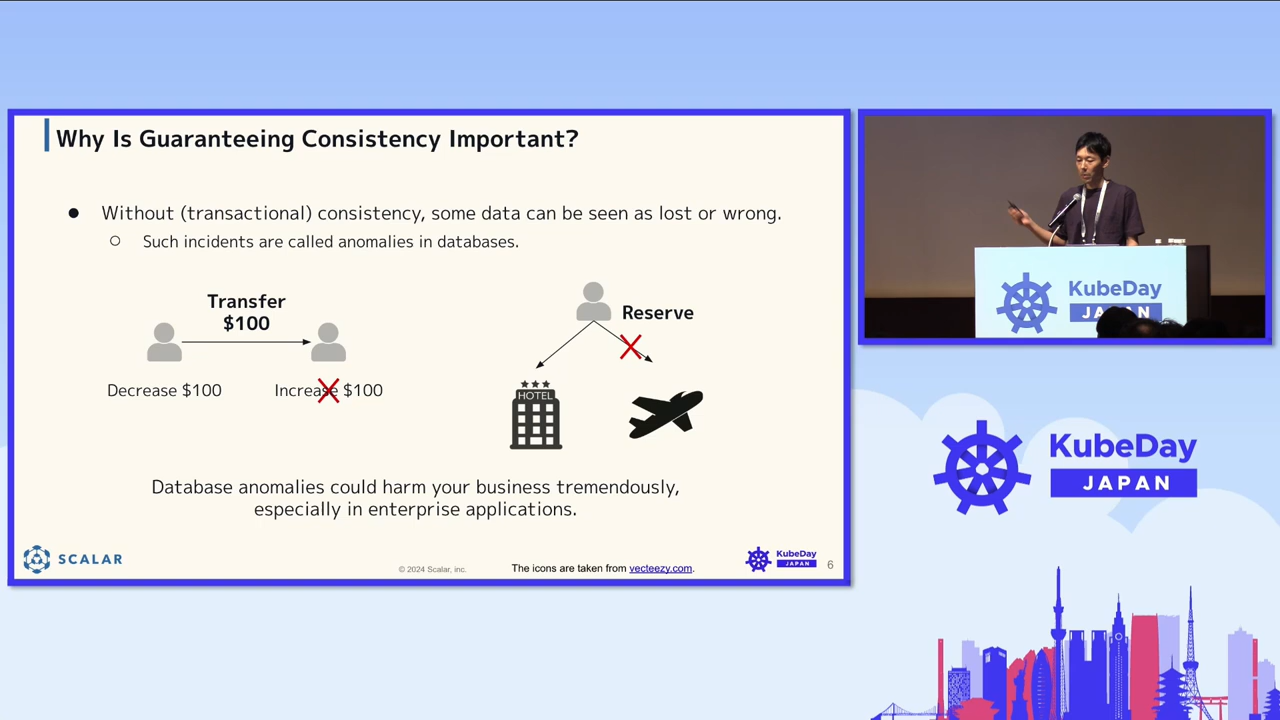 Why Is Guaranteeing Consistency Important?
● Without (transactional) consistency, some data can be seen as lost or wrong.
○ Such incidents are called anomalies in databases.
Transfer
$100
Decrease $100
Increase $100
Reserve
HOTEL
Database anomalies could harm your business tremendously,
especially in enterprise applications.
SCALAR
© 2024 Scalar, inc.
The icons are taken from vecteezy.com.
KubeDay
JAPAN
6
KubeDay
JAPAN
KubeDay
JAPAN